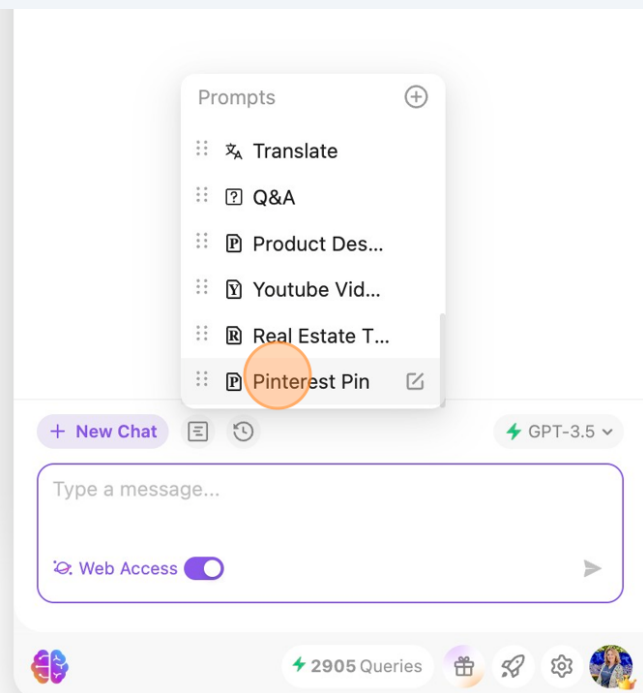 Prompts
Translate
Q&A
Product Des...
Youtube Vid...
Real Estate T...
Pinterest Pin
+ New Chat
GPT-3.5
Type a message...
Web Access
2905 Queries